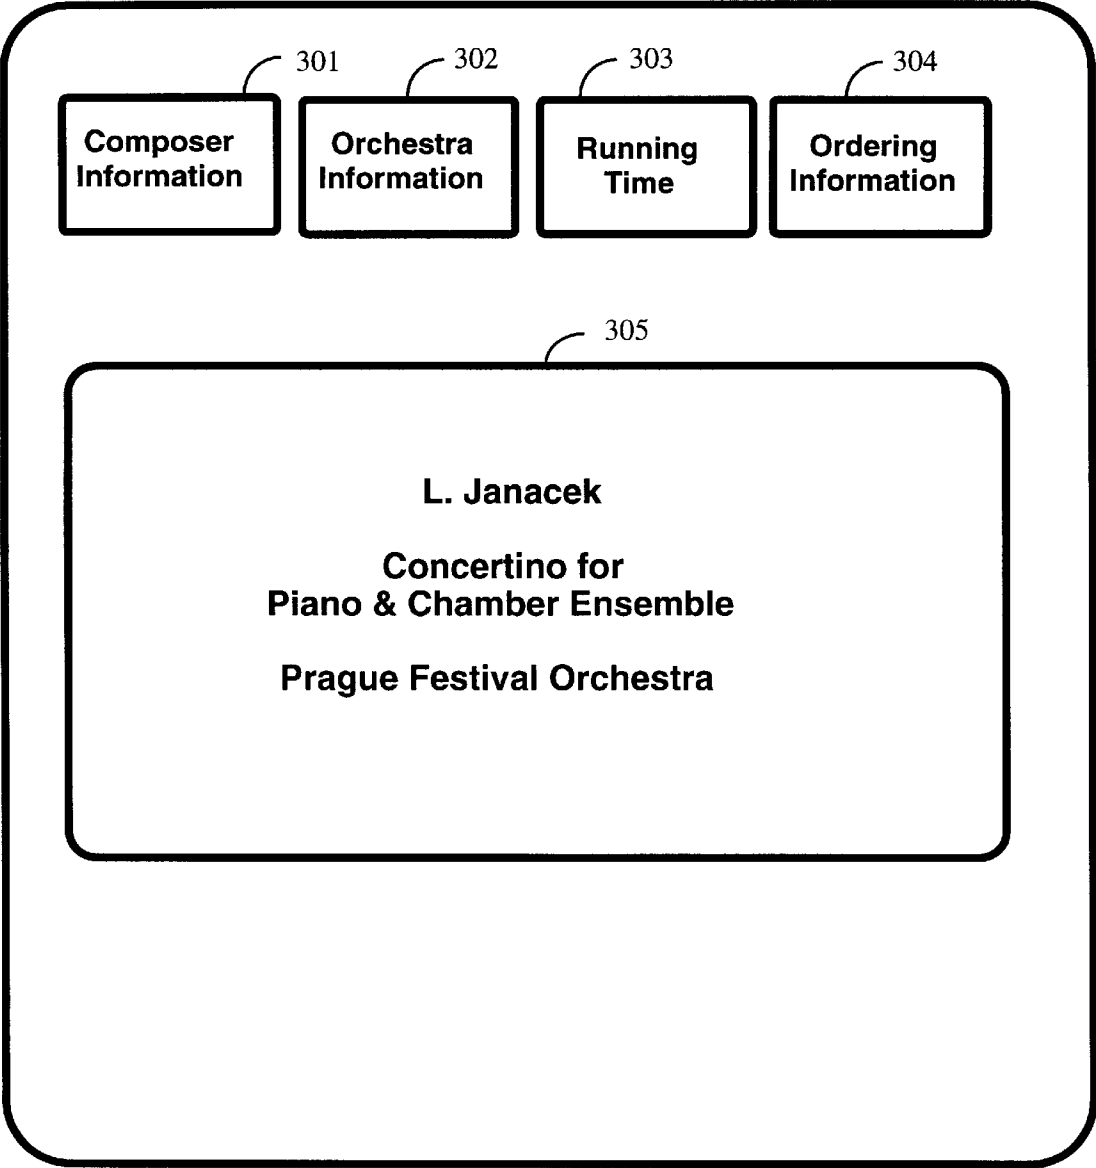 301
302
303
304
Composer
Information
Orchestra
Information
Running
Time
Ordering
Information
305
L. Janacek
Concertino for
Piano & Chamber Ensemble
Prague Festival Orchestra